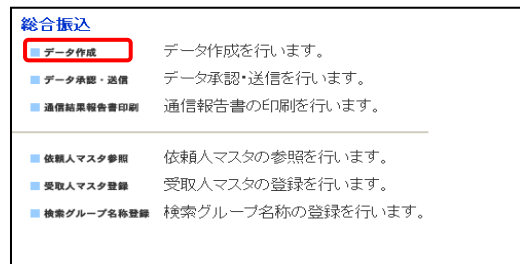 総合振込
データ作成 データ作成を行います。
データ承認・送信 データ承認・送信を行います。
通信結果報告書印刷 通信報告書の印刷を行います。
依頼人マスタ参照 依頼人マスタの参照を行います。
受取人マスタ登録 受取人マスタの登録を行います。
検索グループ名称登録 検索グループ名称の登録を行います。